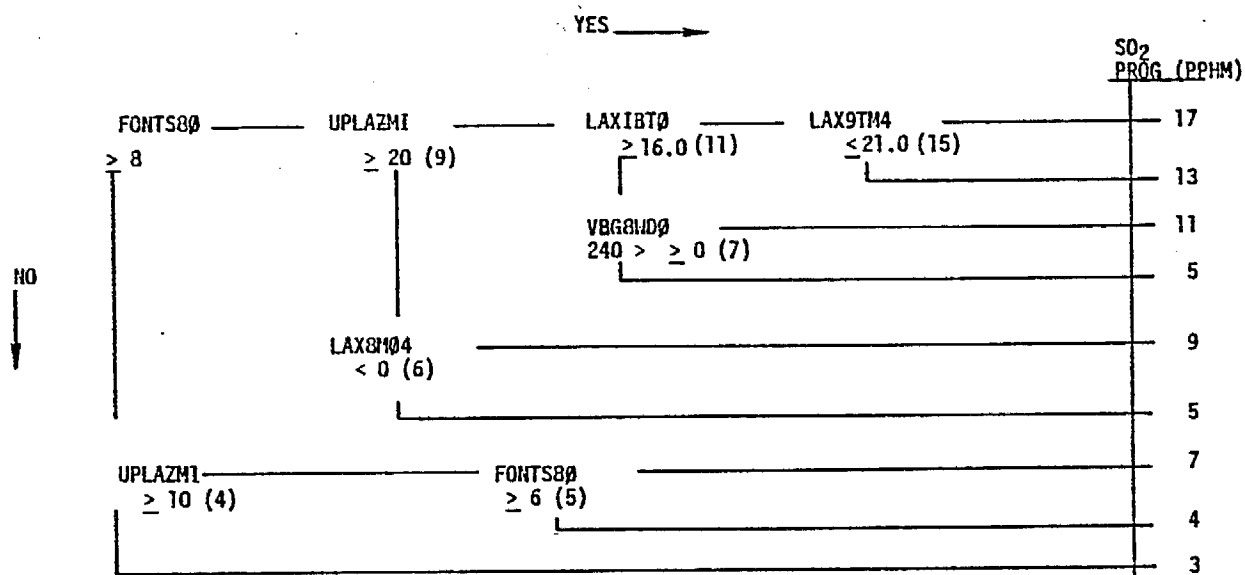 YES
SO2
PROG (PPHM)
FONTS8Ø UPLAZMI LAXIBTØ LAX9TM4 17
≥ 8 ≥ 20 (9) ≥ 16.0 (11) ≤ 21.0 (15)
13
VBG8WDØ 11
240 > ≥ 0 (7)
5
NO
LAX8MØ4 9
< 0 (6)
5
UPLAZM1 FONTS8Ø 7
≥ 10 (4) ≥ 6 (5)
4
3